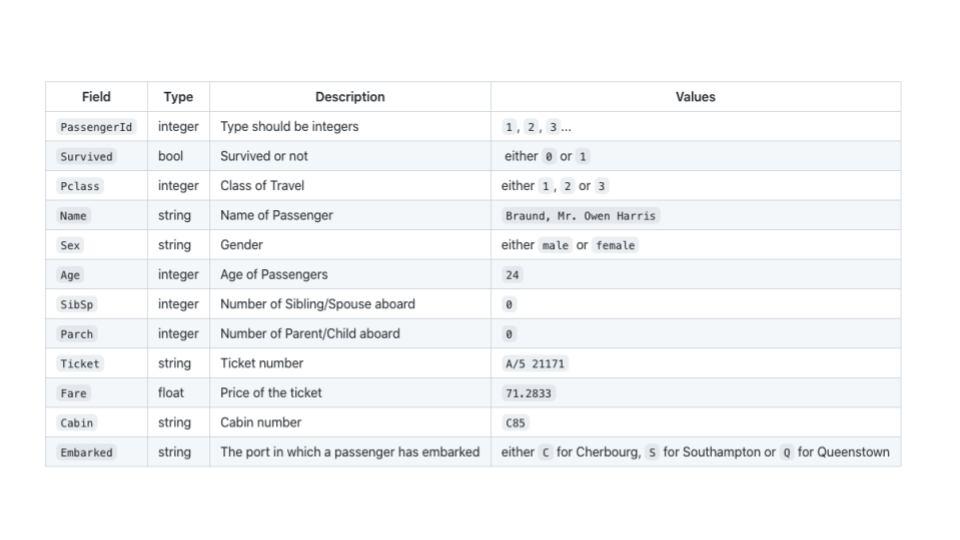 Field Type Description Values
PassengerId integer Type should be integers 1, 2, 3...
Survived bool Survived or not either 0 or 1
Pclass integer Class of Travel either 1, 2 or 3
Name string Name of Passenger Braund, Mr. Owen Harris
Sex string Gender either male or female
Age integer Age of Passengers 24
SibSp integer Number of Sibling/Spouse aboard 0
Parch integer Number of Parent/Child aboard 0
Ticket string Ticket number A/5 21171
Fare float Price of the ticket 71.2833
Cabin string Cabin number C85
Embarked string The port in which a passenger has embarked either C for Cherbourg, S for Southampton or Q for Queenstown